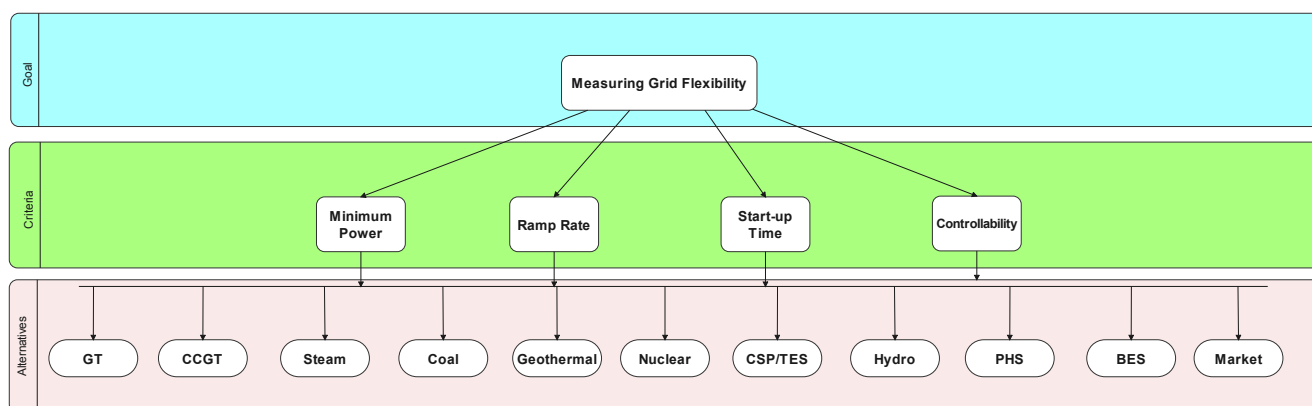 Goal
Measuring Grid Flexibility
Criteria
Minimum
Power
Ramp Rate
Start-up
Time
Controllability
Alternatives
GT
CCGT
Steam
Coal
Geothermal
Nuclear
CSP/TES
Hydro
PHS
BES
Market